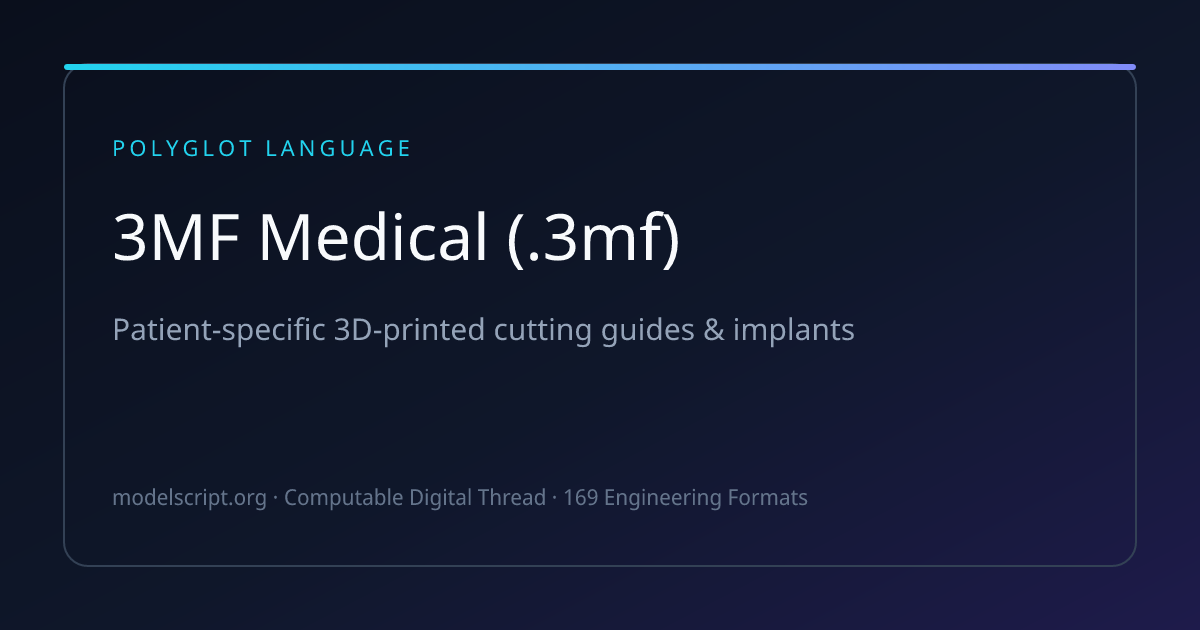 POLYGLOT LANGUAGE
3MF Medical (.3mf)
Patient-specific 3D-printed cutting guides & implants
modelscript.org · Computable Digital Thread · 169 Engineering Formats